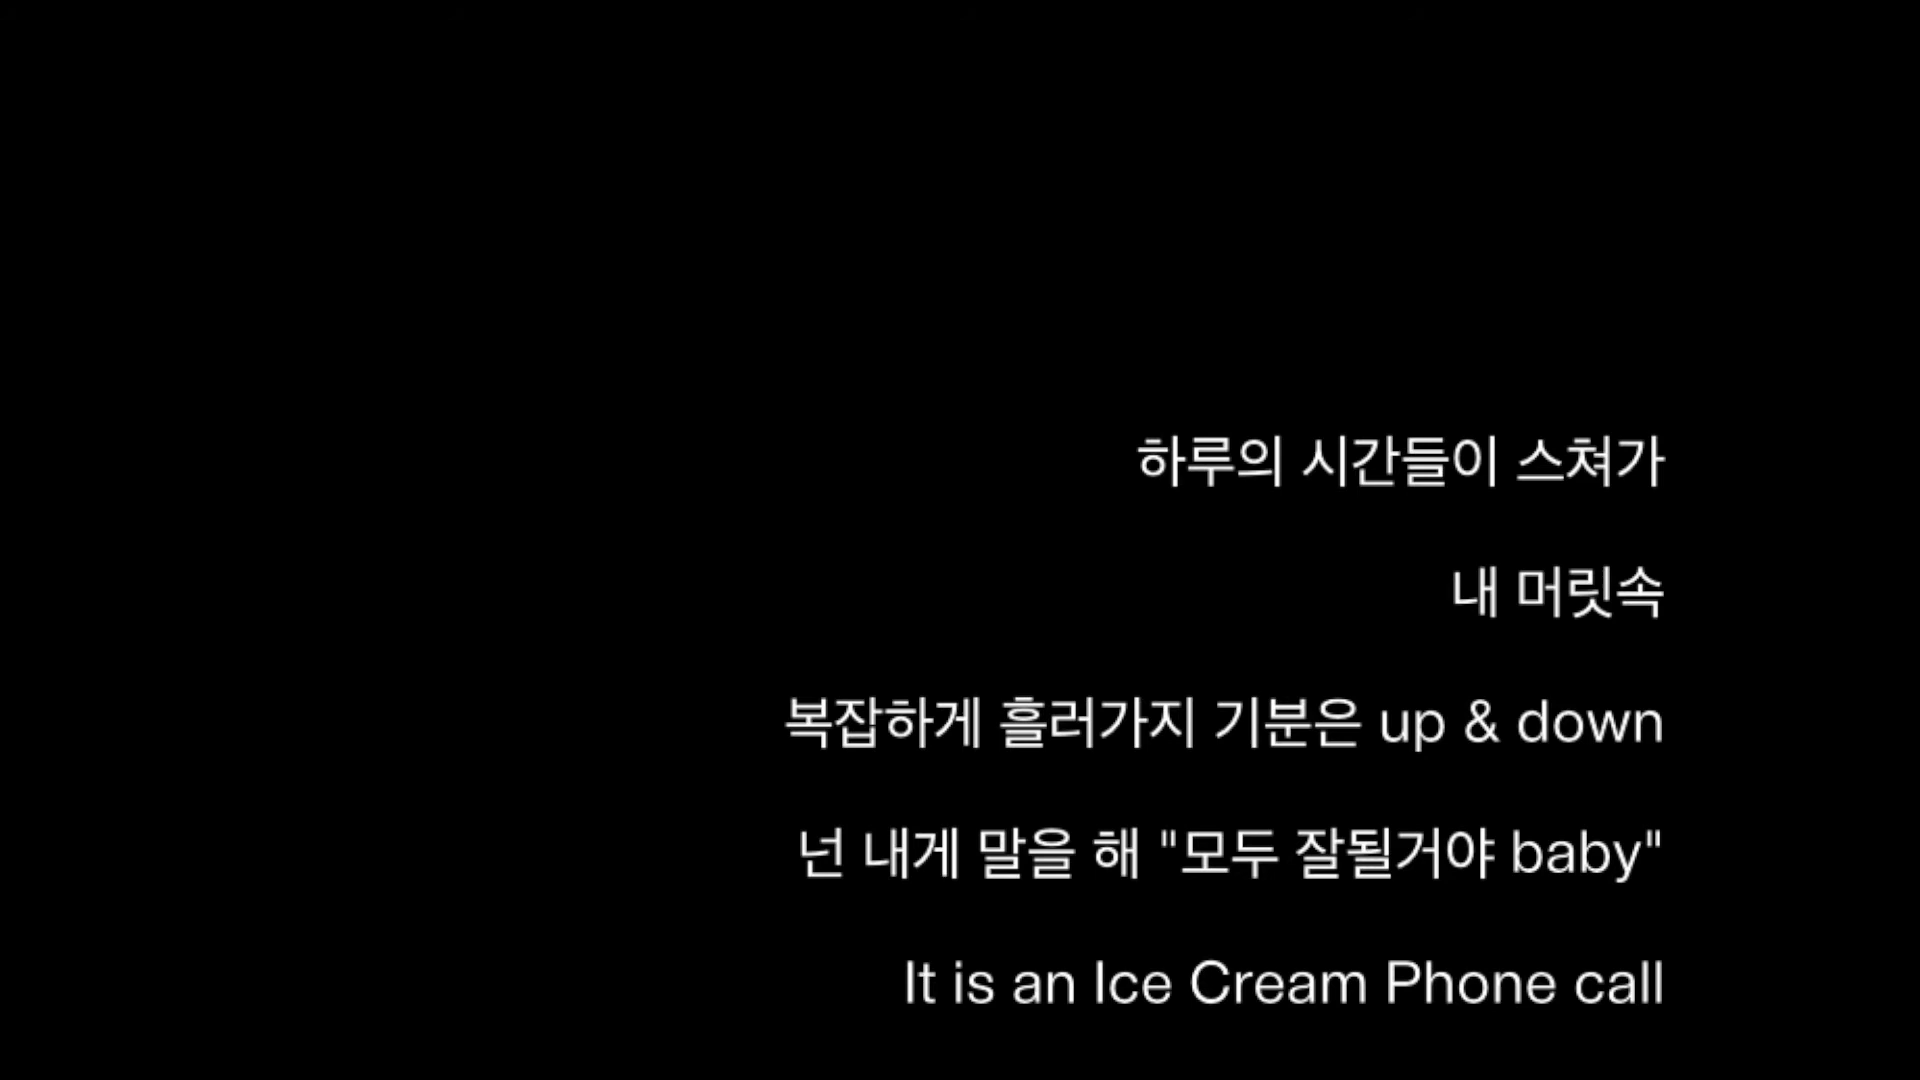 하루의 시간들이 스쳐가
내 머릿속
복잡하게 흘러가지 기분은 up & down
넌 내게 말을 해 "모두 잘될거야 baby"
It is an Ice Cream Phone call